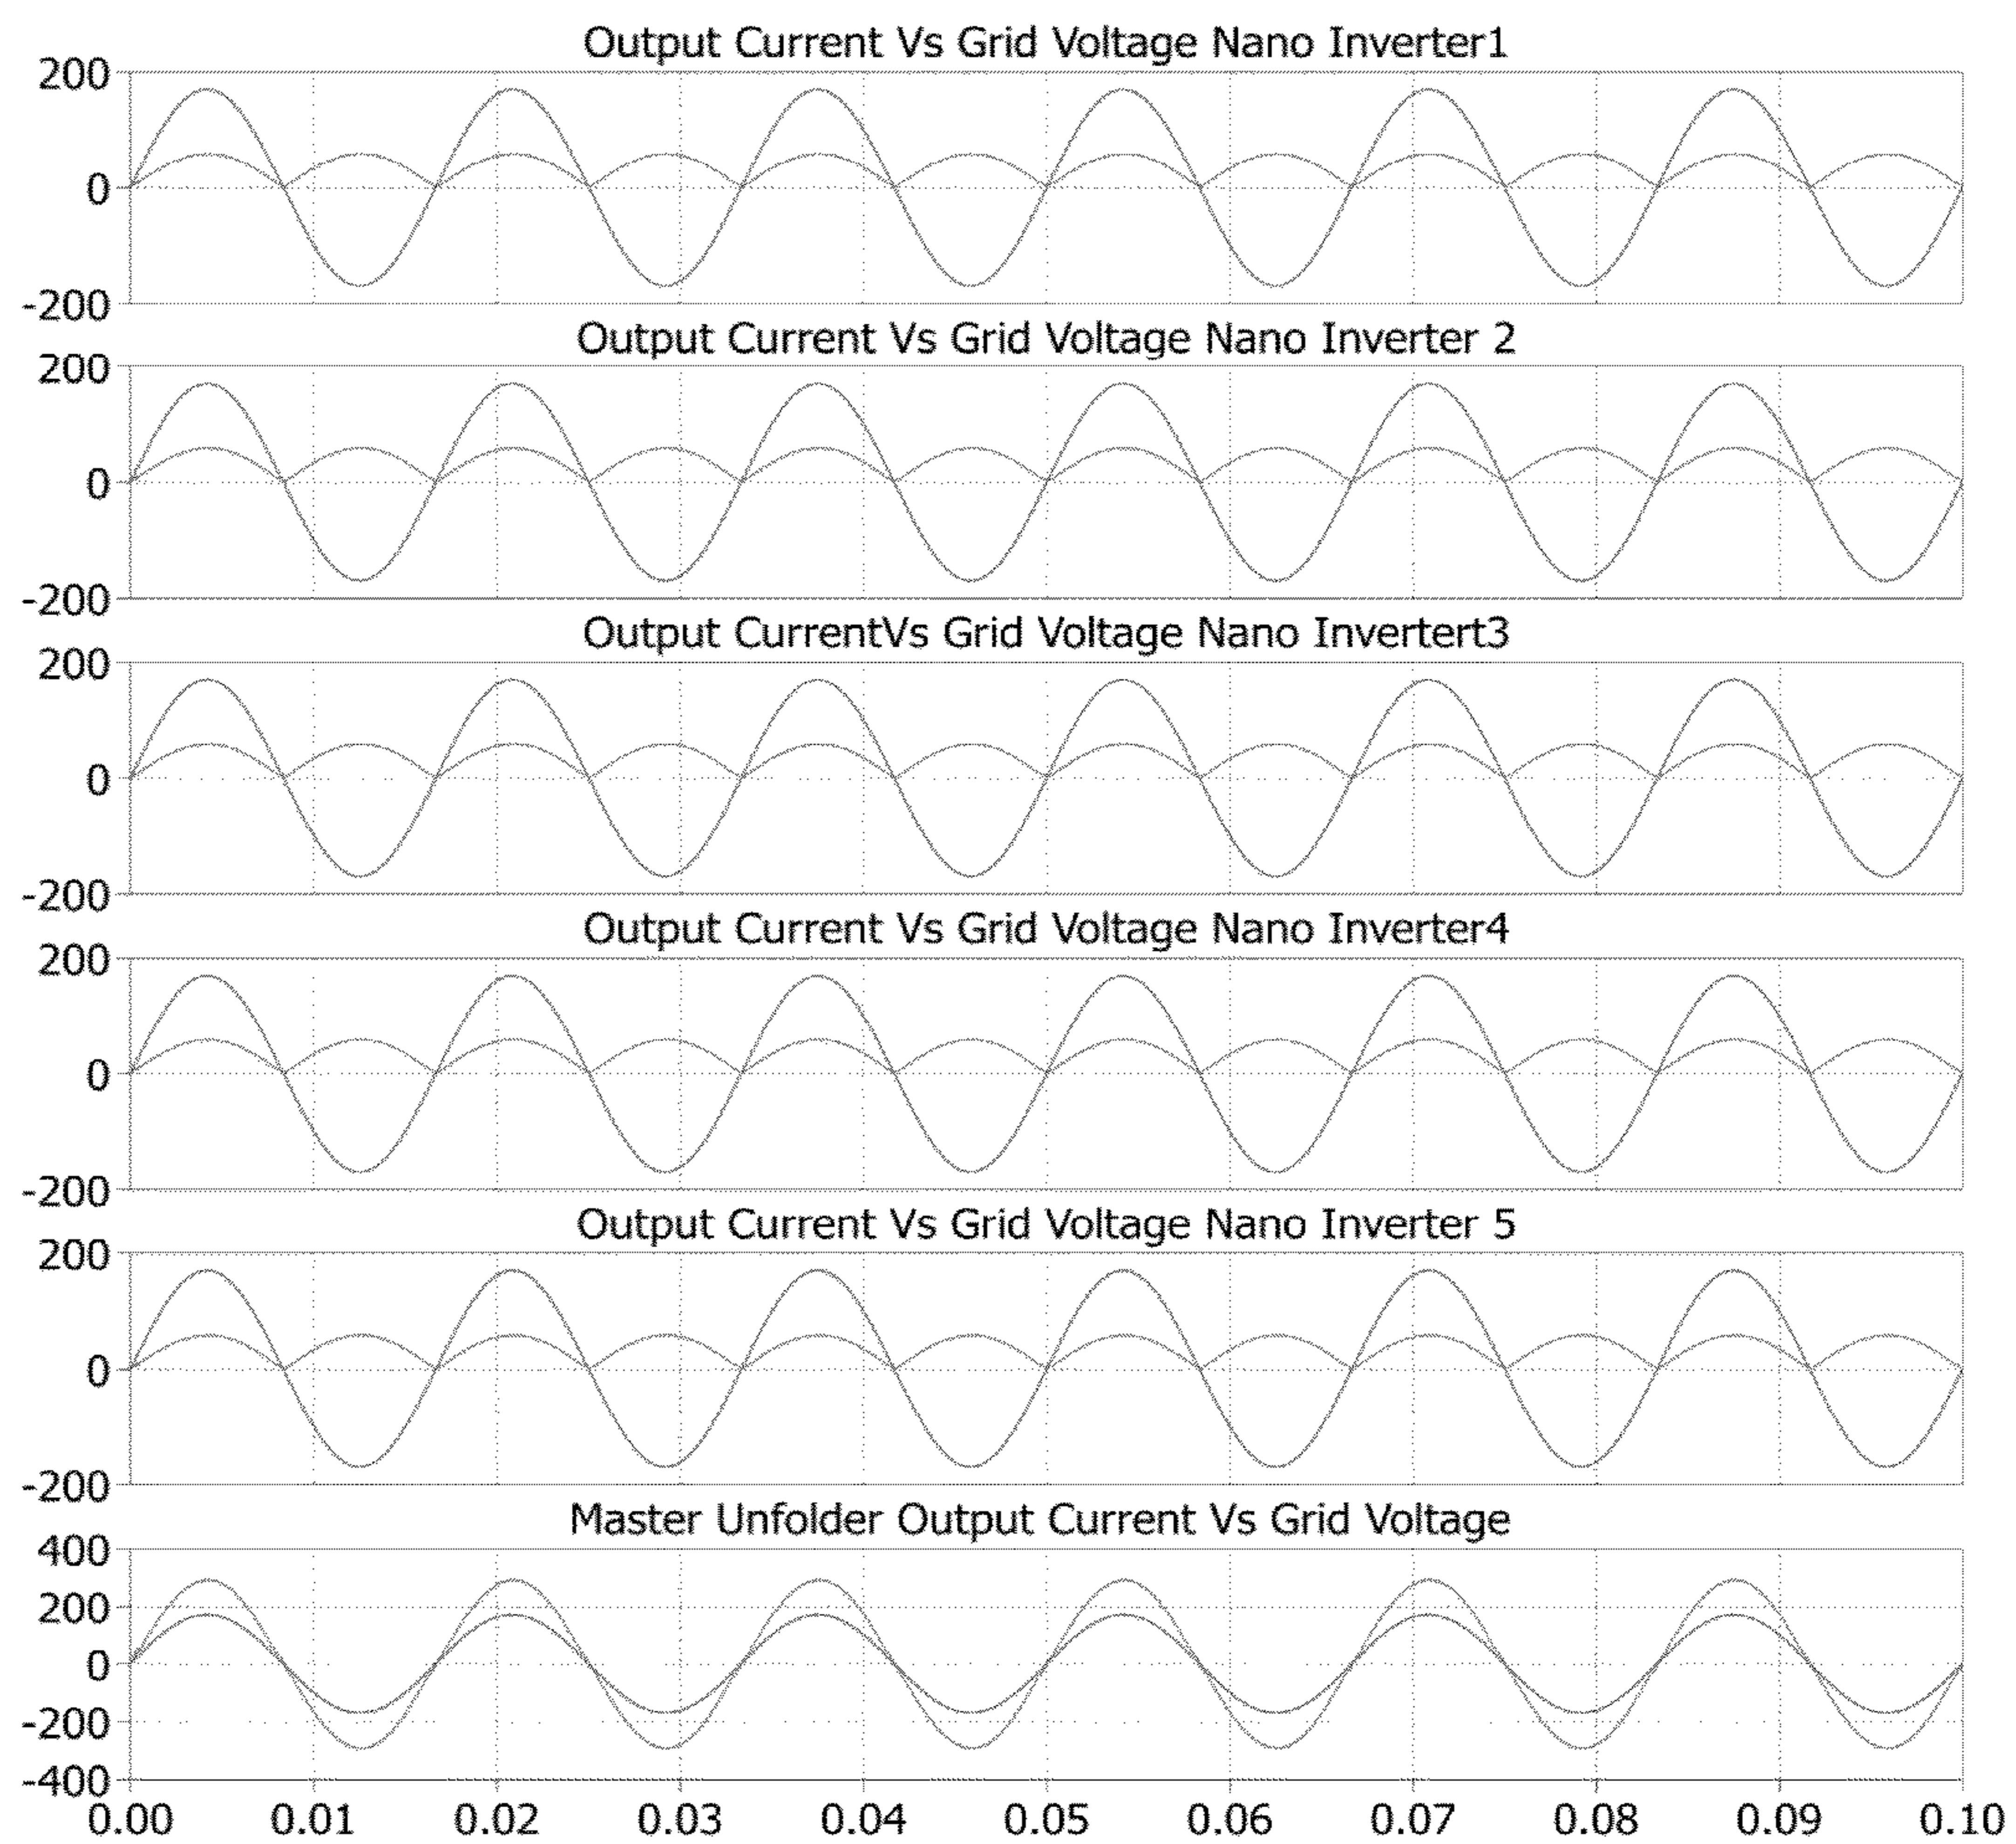 Output Current Vs Grid Voltage Nano Inverter1
200
0
-200
Output Current Vs Grid Voltage Nano Inverter 2
200
0
-200
Output CurrentVs Grid Voltage Nano Invertert3
200
0
-200
Output Current Vs Grid Voltage Nano Inverter4
200
0
-200
Output Current Vs Grid Voltage Nano Inverter 5
200
0
-200
Master Unfolder Output Current Vs Grid Voltage
400
200
0
-200
-400
0.00 0.01 0.02 0.03 0.04 0.05 0.06 0.07 0.08 0.09 0.10